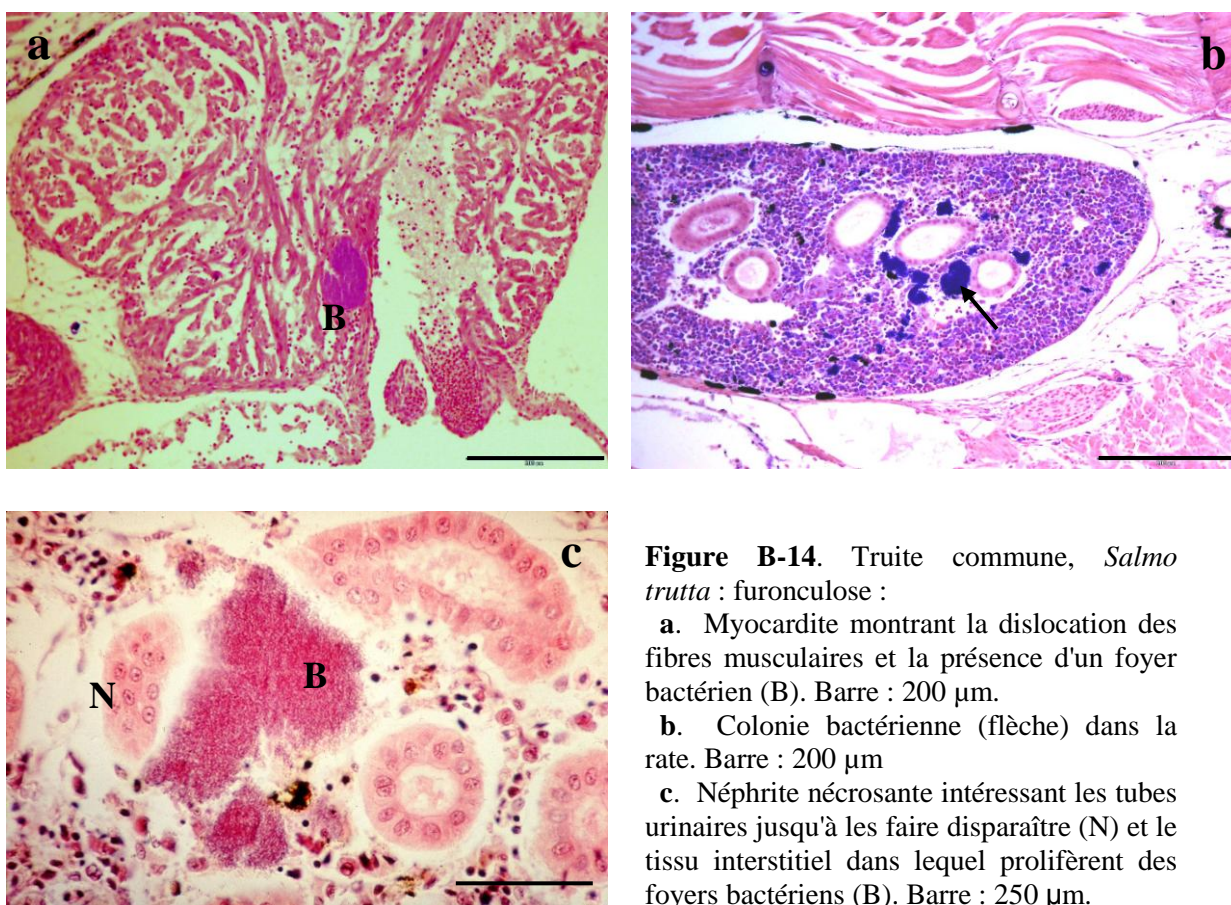 a
B
b
c
N
B
Figure B-14. Truite commune, Salmo
trutta : furonculose :
a. Myocardite montrant la dislocation des
fibres musculaires et la présence d'un foyer
bactérien (B). Barre : 200 µm.
b. Colonie bactérienne (flèche) dans la
rate. Barre : 200 µm
c. Néphrite nécrosante intéressant les tubes
urinaires jusqu'à les faire disparaître (N) et le
tissu interstitiel dans lequel prolifèrent des
foyers bactériens (B). Barre : 250 µm.